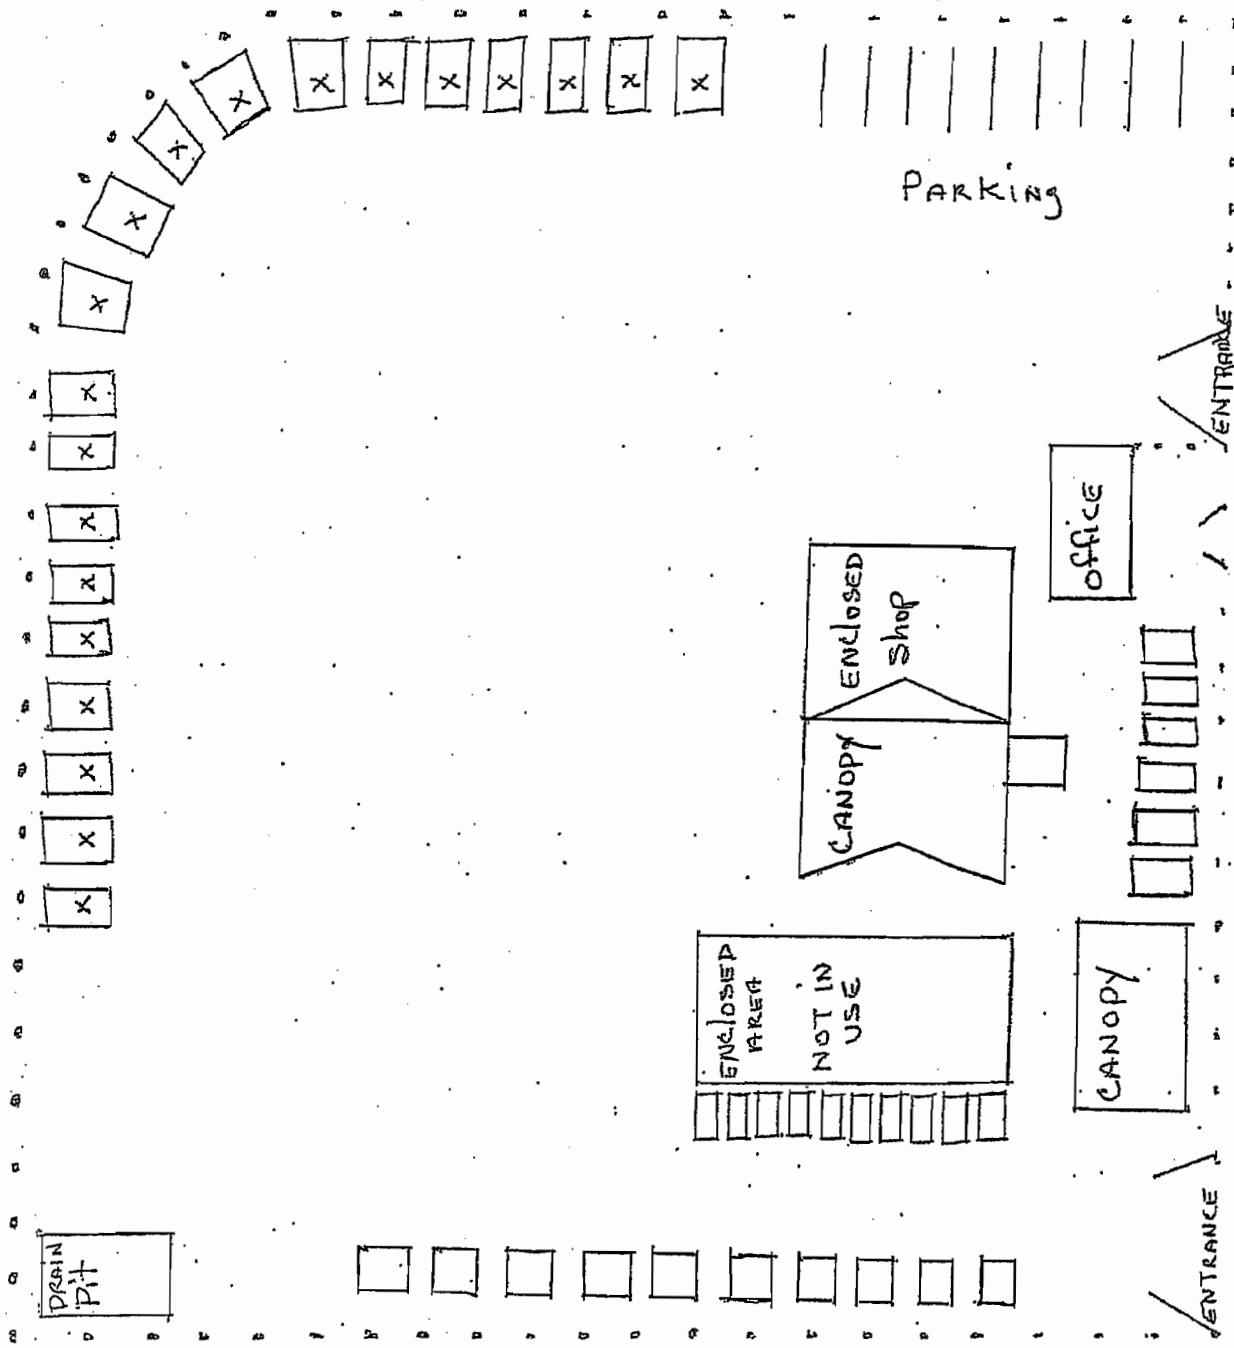 DRAIN
Pit
ENClOSED
AREA
NOT IN
USE
CANOPY
ENClOSED
Shop
PARKiNg
CANOPY
OffiCE
ENTRANCE
ENTRANCE